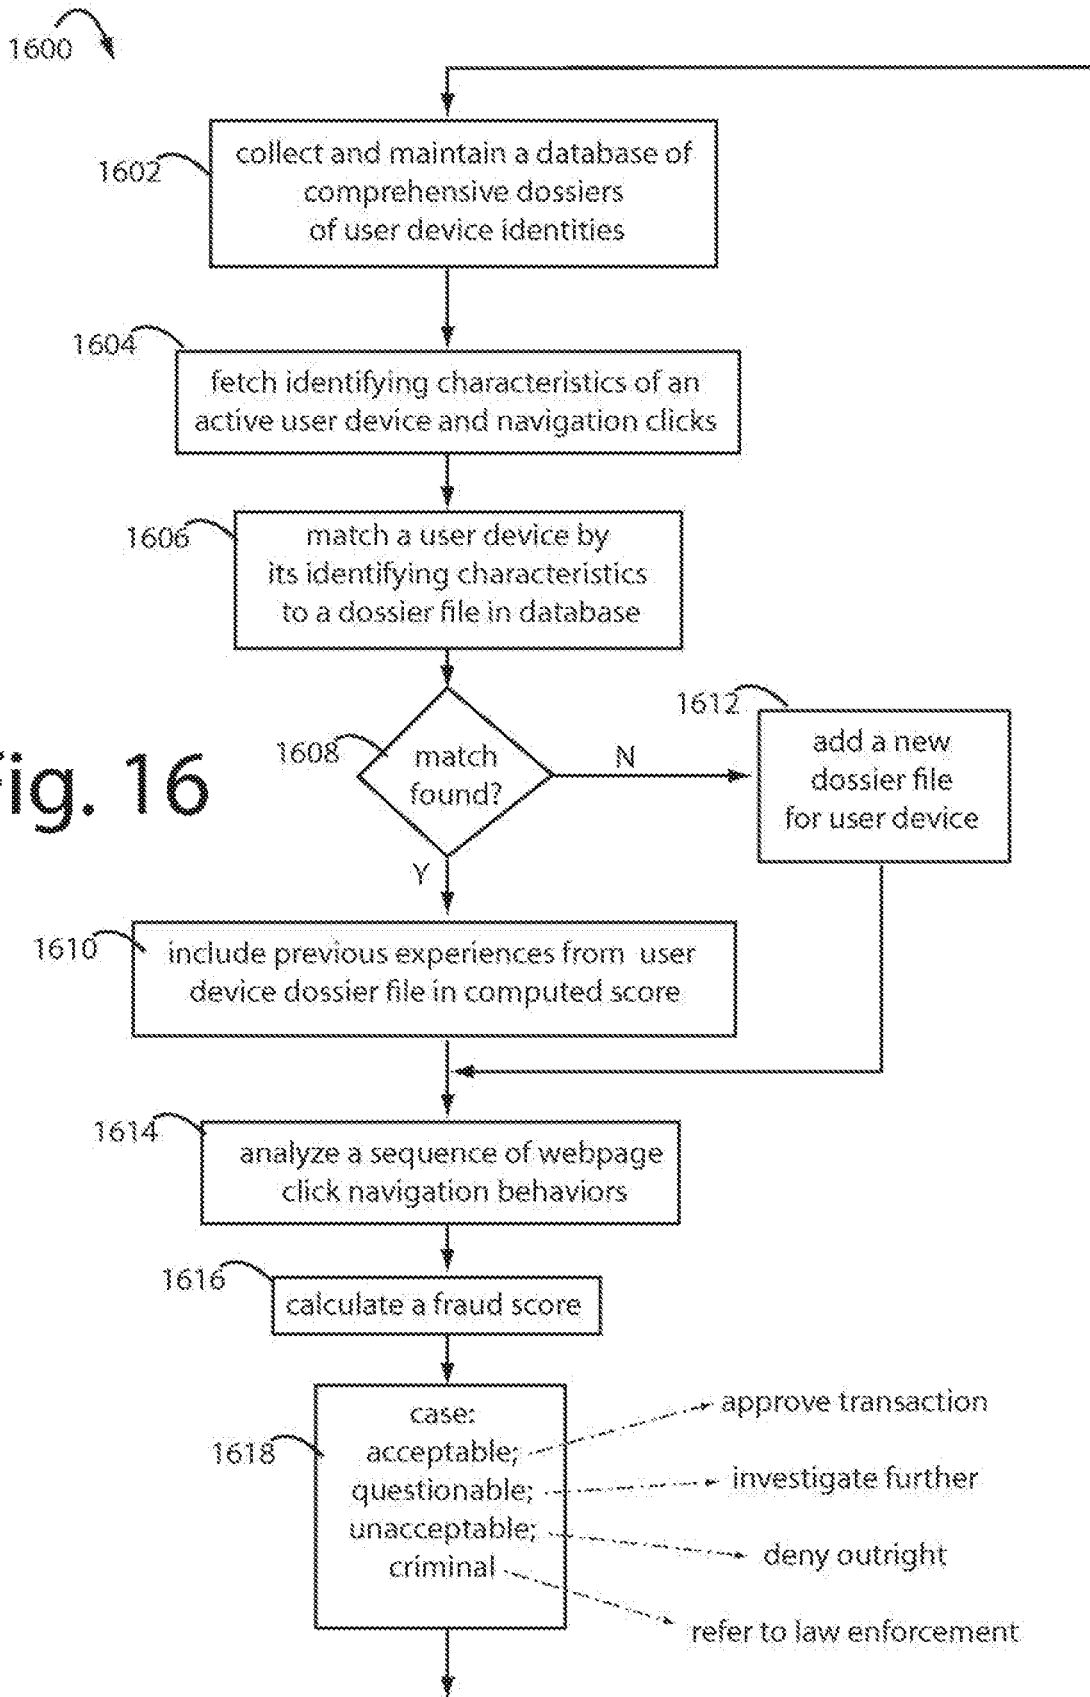 1600
1602
collect and maintain a database of
comprehensive dossiers
of user device identities
1604
fetch identifying characteristics of an
active user device and navigation clicks
1606
match a user device by
its identifying characteristics
to a dossier file in database
1608
match
found?
N
Y
1612
add a new
dossier file
for user device
ig. 16
1610
include previous experiences from user
device dossier file in computed score
1614
analyze a sequence of webpage
click navigation behaviors
1616
calculate a fraud score
1618
case:
acceptable;
questionable;
unacceptable;
criminal
approve transaction
investigate further
deny outright
refer to law enforcement